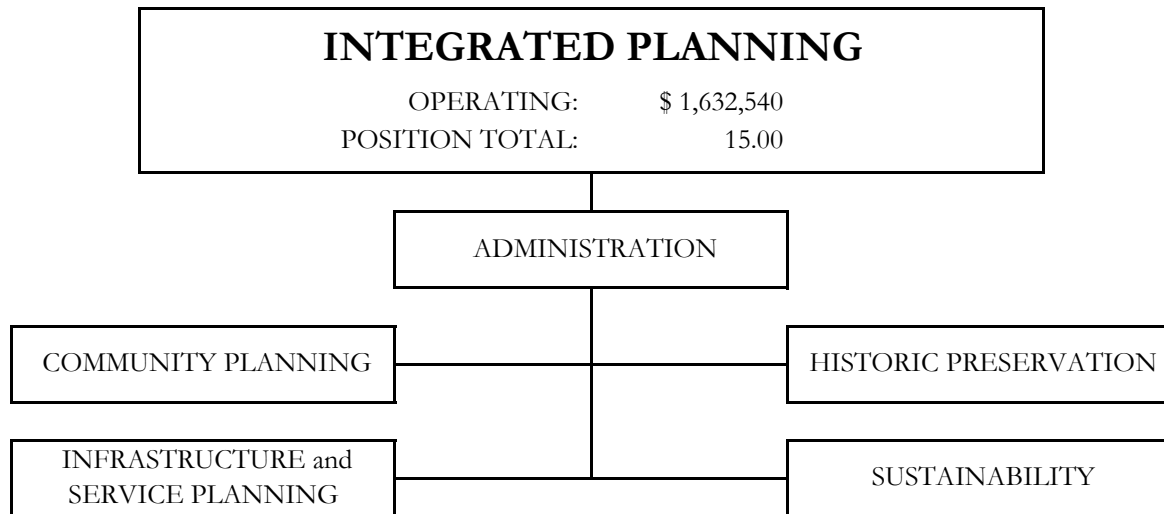 INTEGRATED PLANNING
OPERATING: $ 1,632,540
POSITION TOTAL: 15.00
ADMINISTRATION
COMMUNITY PLANNING
HISTORIC PRESERVATION
INFRASTRUCTURE and
SERVICE PLANNING
SUSTAINABILITY